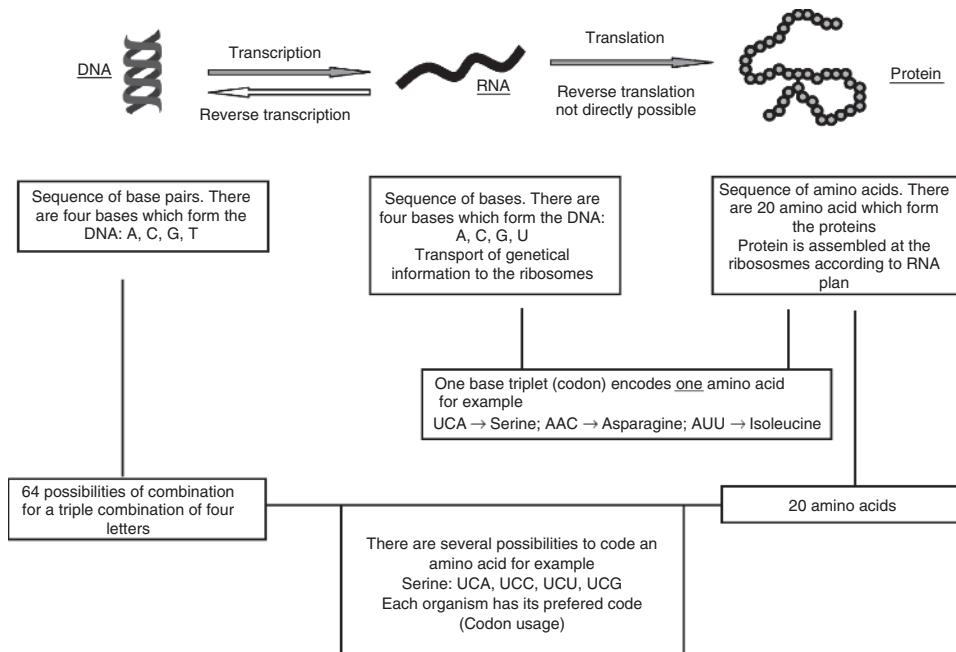 DNA
Transcription
Reverse transcription
RNA
Translation
Reverse translation
not directly possible
Protein
Sequence of base pairs. There
are four bases which form the
DNA: A, C, G, T
Sequence of bases. There are
four bases which form the DNA:
A, C, G, U
Transport of genetical
information to the ribosomes
Sequence of amino acids. There
are 20 amino acid which form
the proteins
Protein is assembled at the
ribososmes according to RNA
plan
One base triplet (codon) encodes one amino acid
for example
UCA → Serine; AAC → Asparagine; AUU → Isoleucine
64 possibilities of combination
for a triple combination of four
letters
20 amino acids
There are several possibilities to code an
amino acid for example
Serine: UCA, UCC, UCU, UCG
Each organism has its prefered code
(Codon usage)